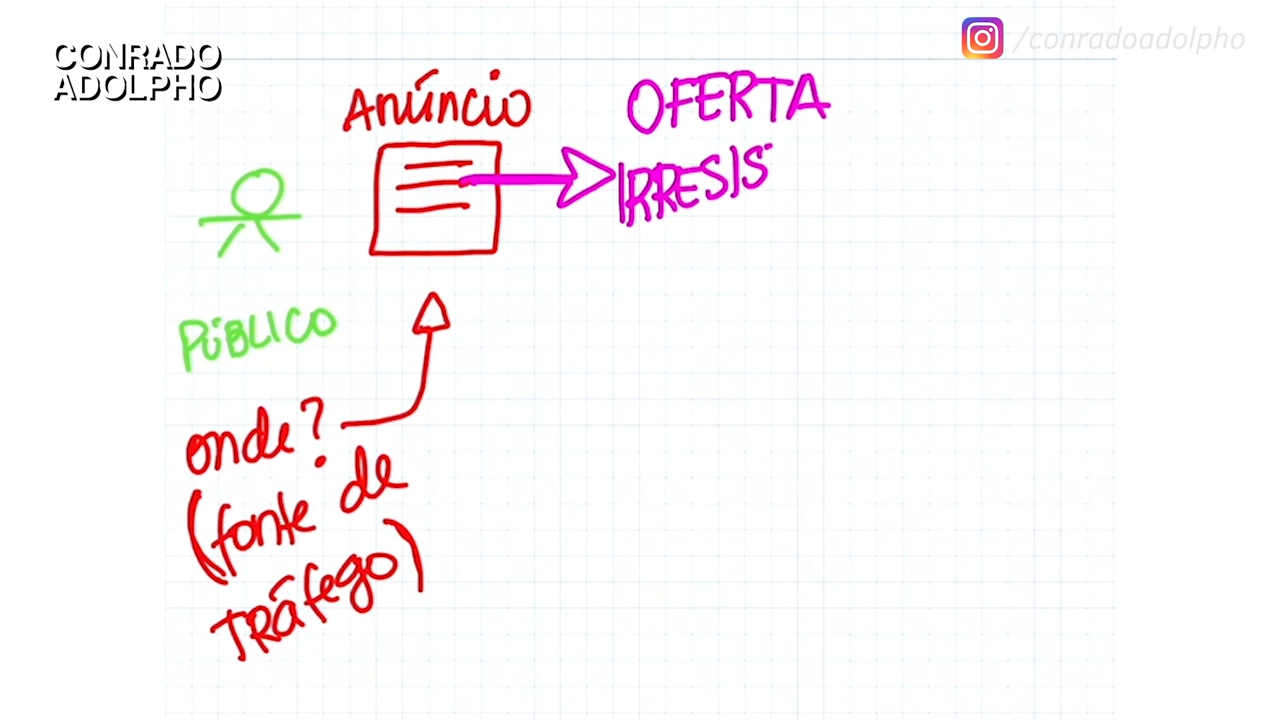 CONRADO
ADOLPHO
/conradoadolpho
Anúncio
OFERTA
IRRESIS
PÚBLICO
onde?
(fonte de
TRÁfego)